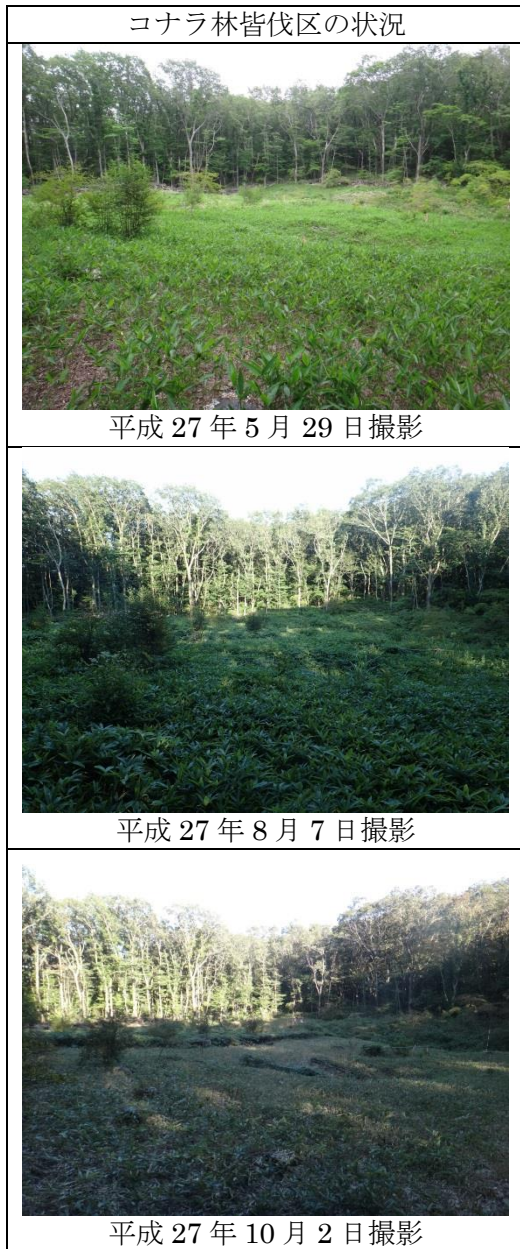 コナラ林皆伐区の状況
平成 27 年 5 月 29 日撮影
平成 27 年 8 月 7 日撮影
平成 27 年 10 月 2 日撮影